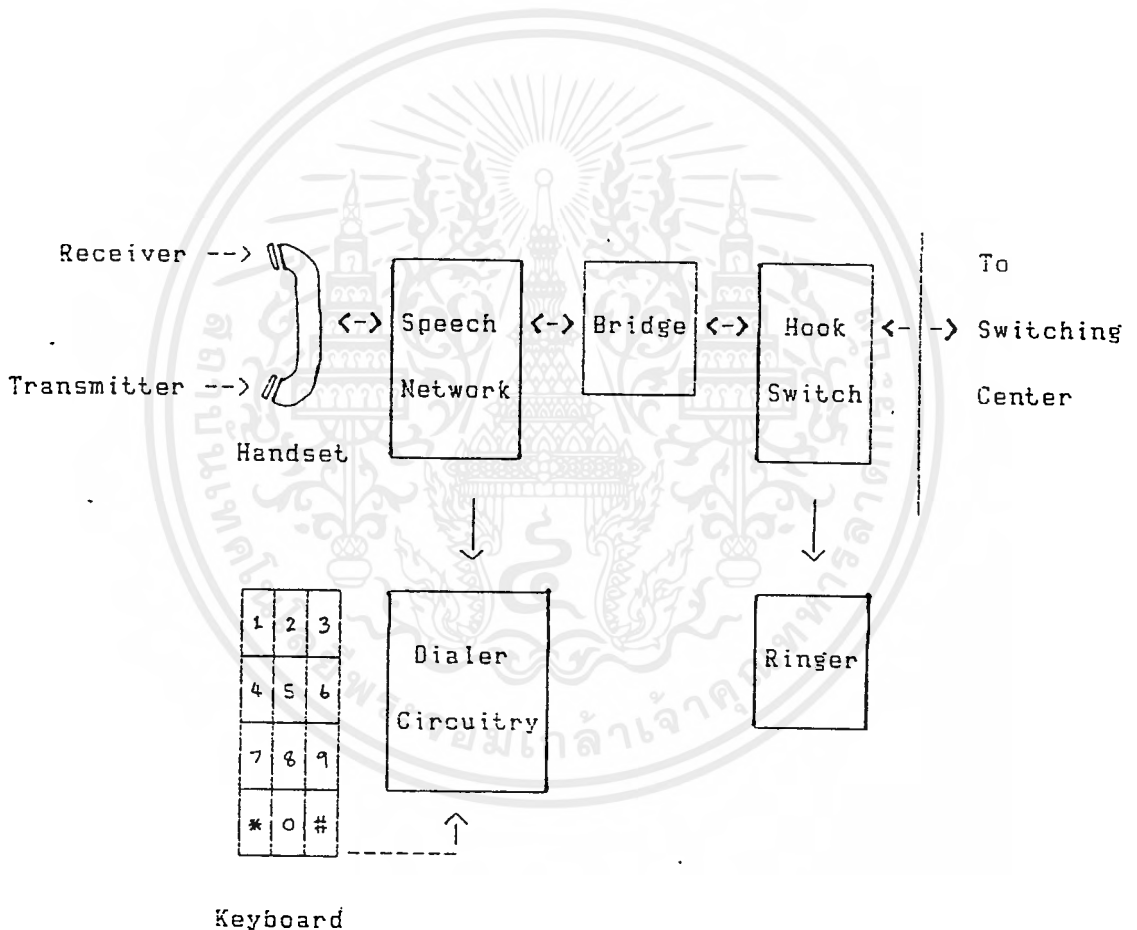 Receiver -->
Transmitter -->
Handset
<-> Speech Network
<-> Bridge
<-> Hook Switch
<- -> To Switching Center
1 2 3
4 5 6
7 8 9
* 0 #
Dialer
Circuitry
Ringer
Keyboard